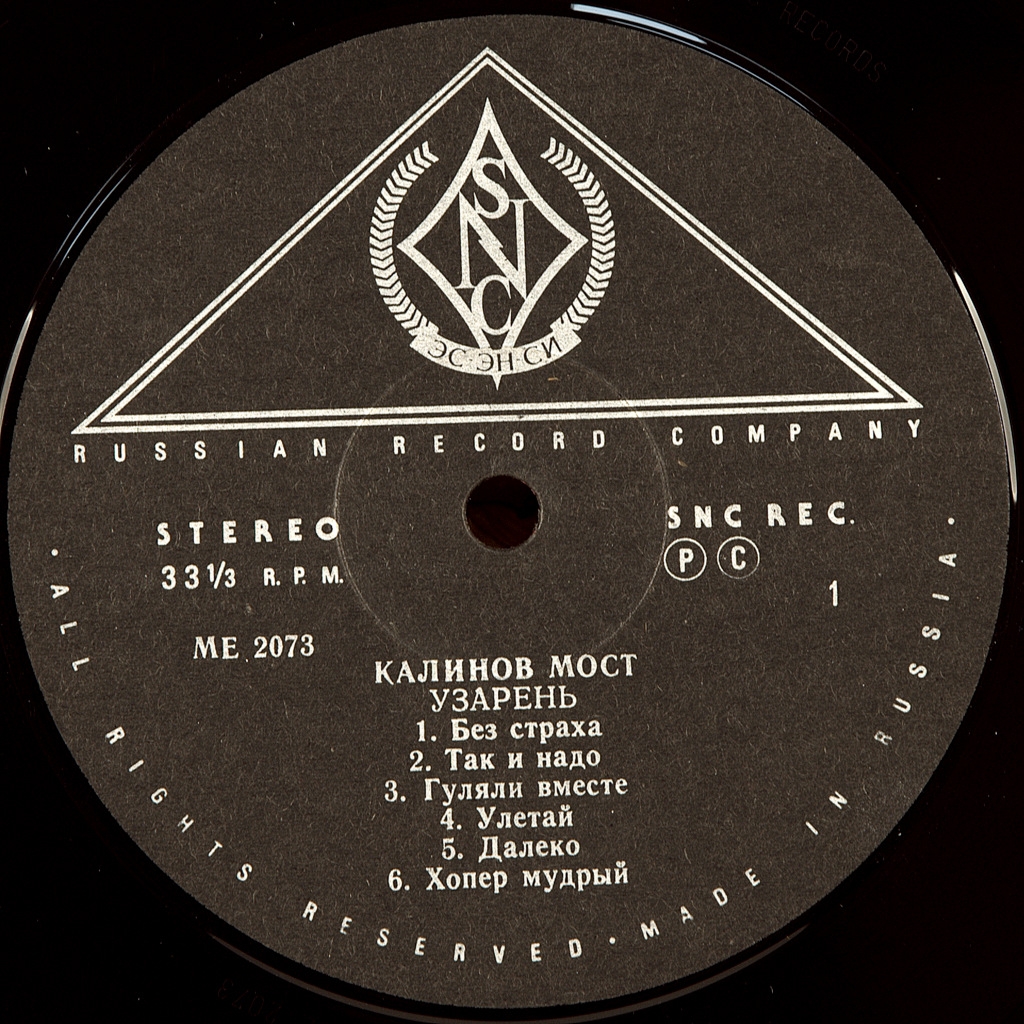 SNC
ЭС-ЭН-СИ
RUSSIAN RECORD COMPANY
STEREO
33 1/3 R. P. M.
SNC REC.
P C
1
ME 2073
КАЛИНОВ МОСТ
УЗАРЕНЬ
1. Без страха
2. Так и надо
3. Гуляли вместе
4. Улетай
5. Далеко
6. Хопер мудрый
· ALL RIGHTS RESERVED · MADE IN RUSSIA ·
RECORDS